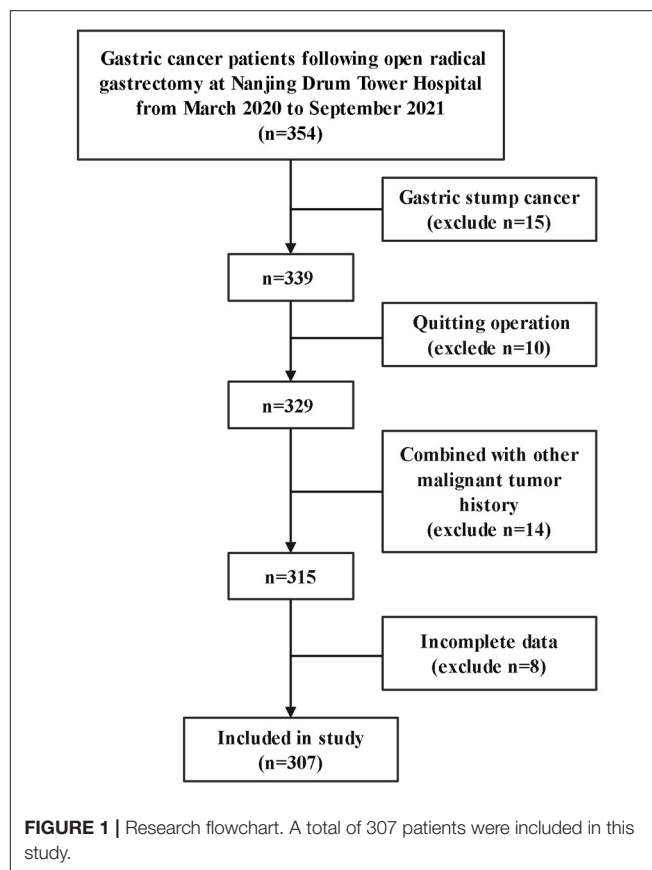 Gastric cancer patients following open radical
gastrectomy at Nanjing Drum Tower Hospital
from March 2020 to September 2021
(n=354)
Gastric stump cancer
(exclude n=15)
n=339
Quitting operation
(exclede n=10)
n=329
Combined with other
malignant tumor
history
(exclude n=14)
n=315
Incomplete data
(exclude n=8)
Included in study
(n=307)
FIGURE 1 | Research flowchart. A total of 307 patients were included in this
study.